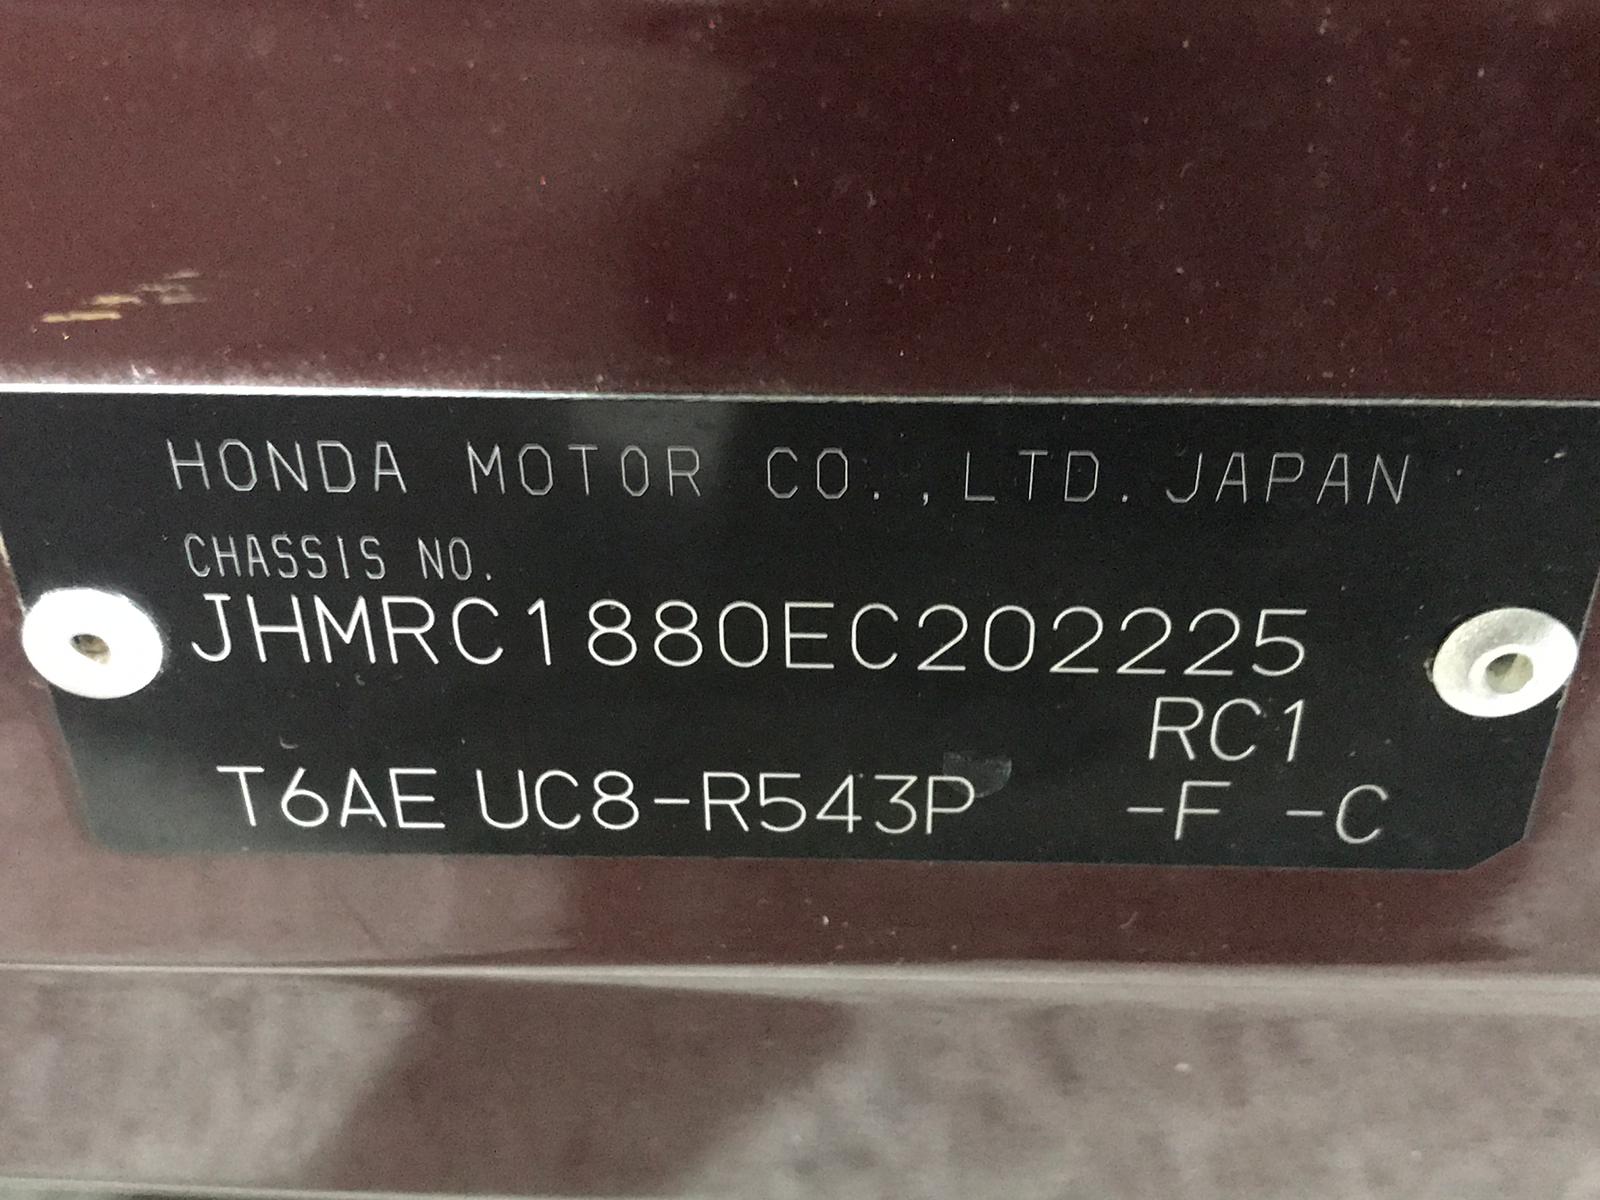 HONDA MOTOR CO.,LTD.JAPAN
CHASSIS NO.
JHMRC1880EC202225
RC1
T6AE UC8-R543P -F -C